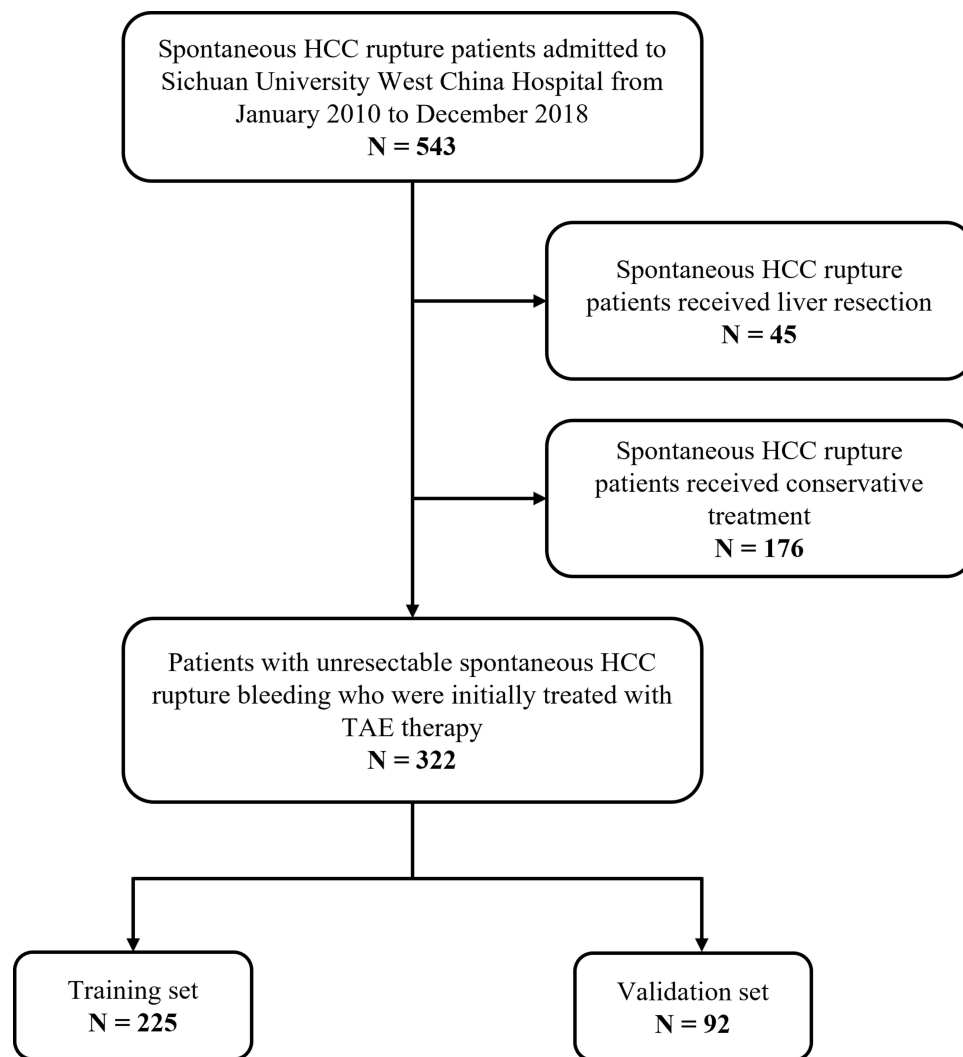 Spontaneous HCC rupture patients admitted to
Sichuan University West China Hospital from
January 2010 to December 2018
N = 543
Spontaneous HCC rupture
patients received liver resection
N = 45
Spontaneous HCC rupture
patients received conservative
treatment
N = 176
Patients with unresectable spontaneous HCC
rupture bleeding who were initially treated with
TAE therapy
N = 322
Training set
N = 225
Validation set
N = 92